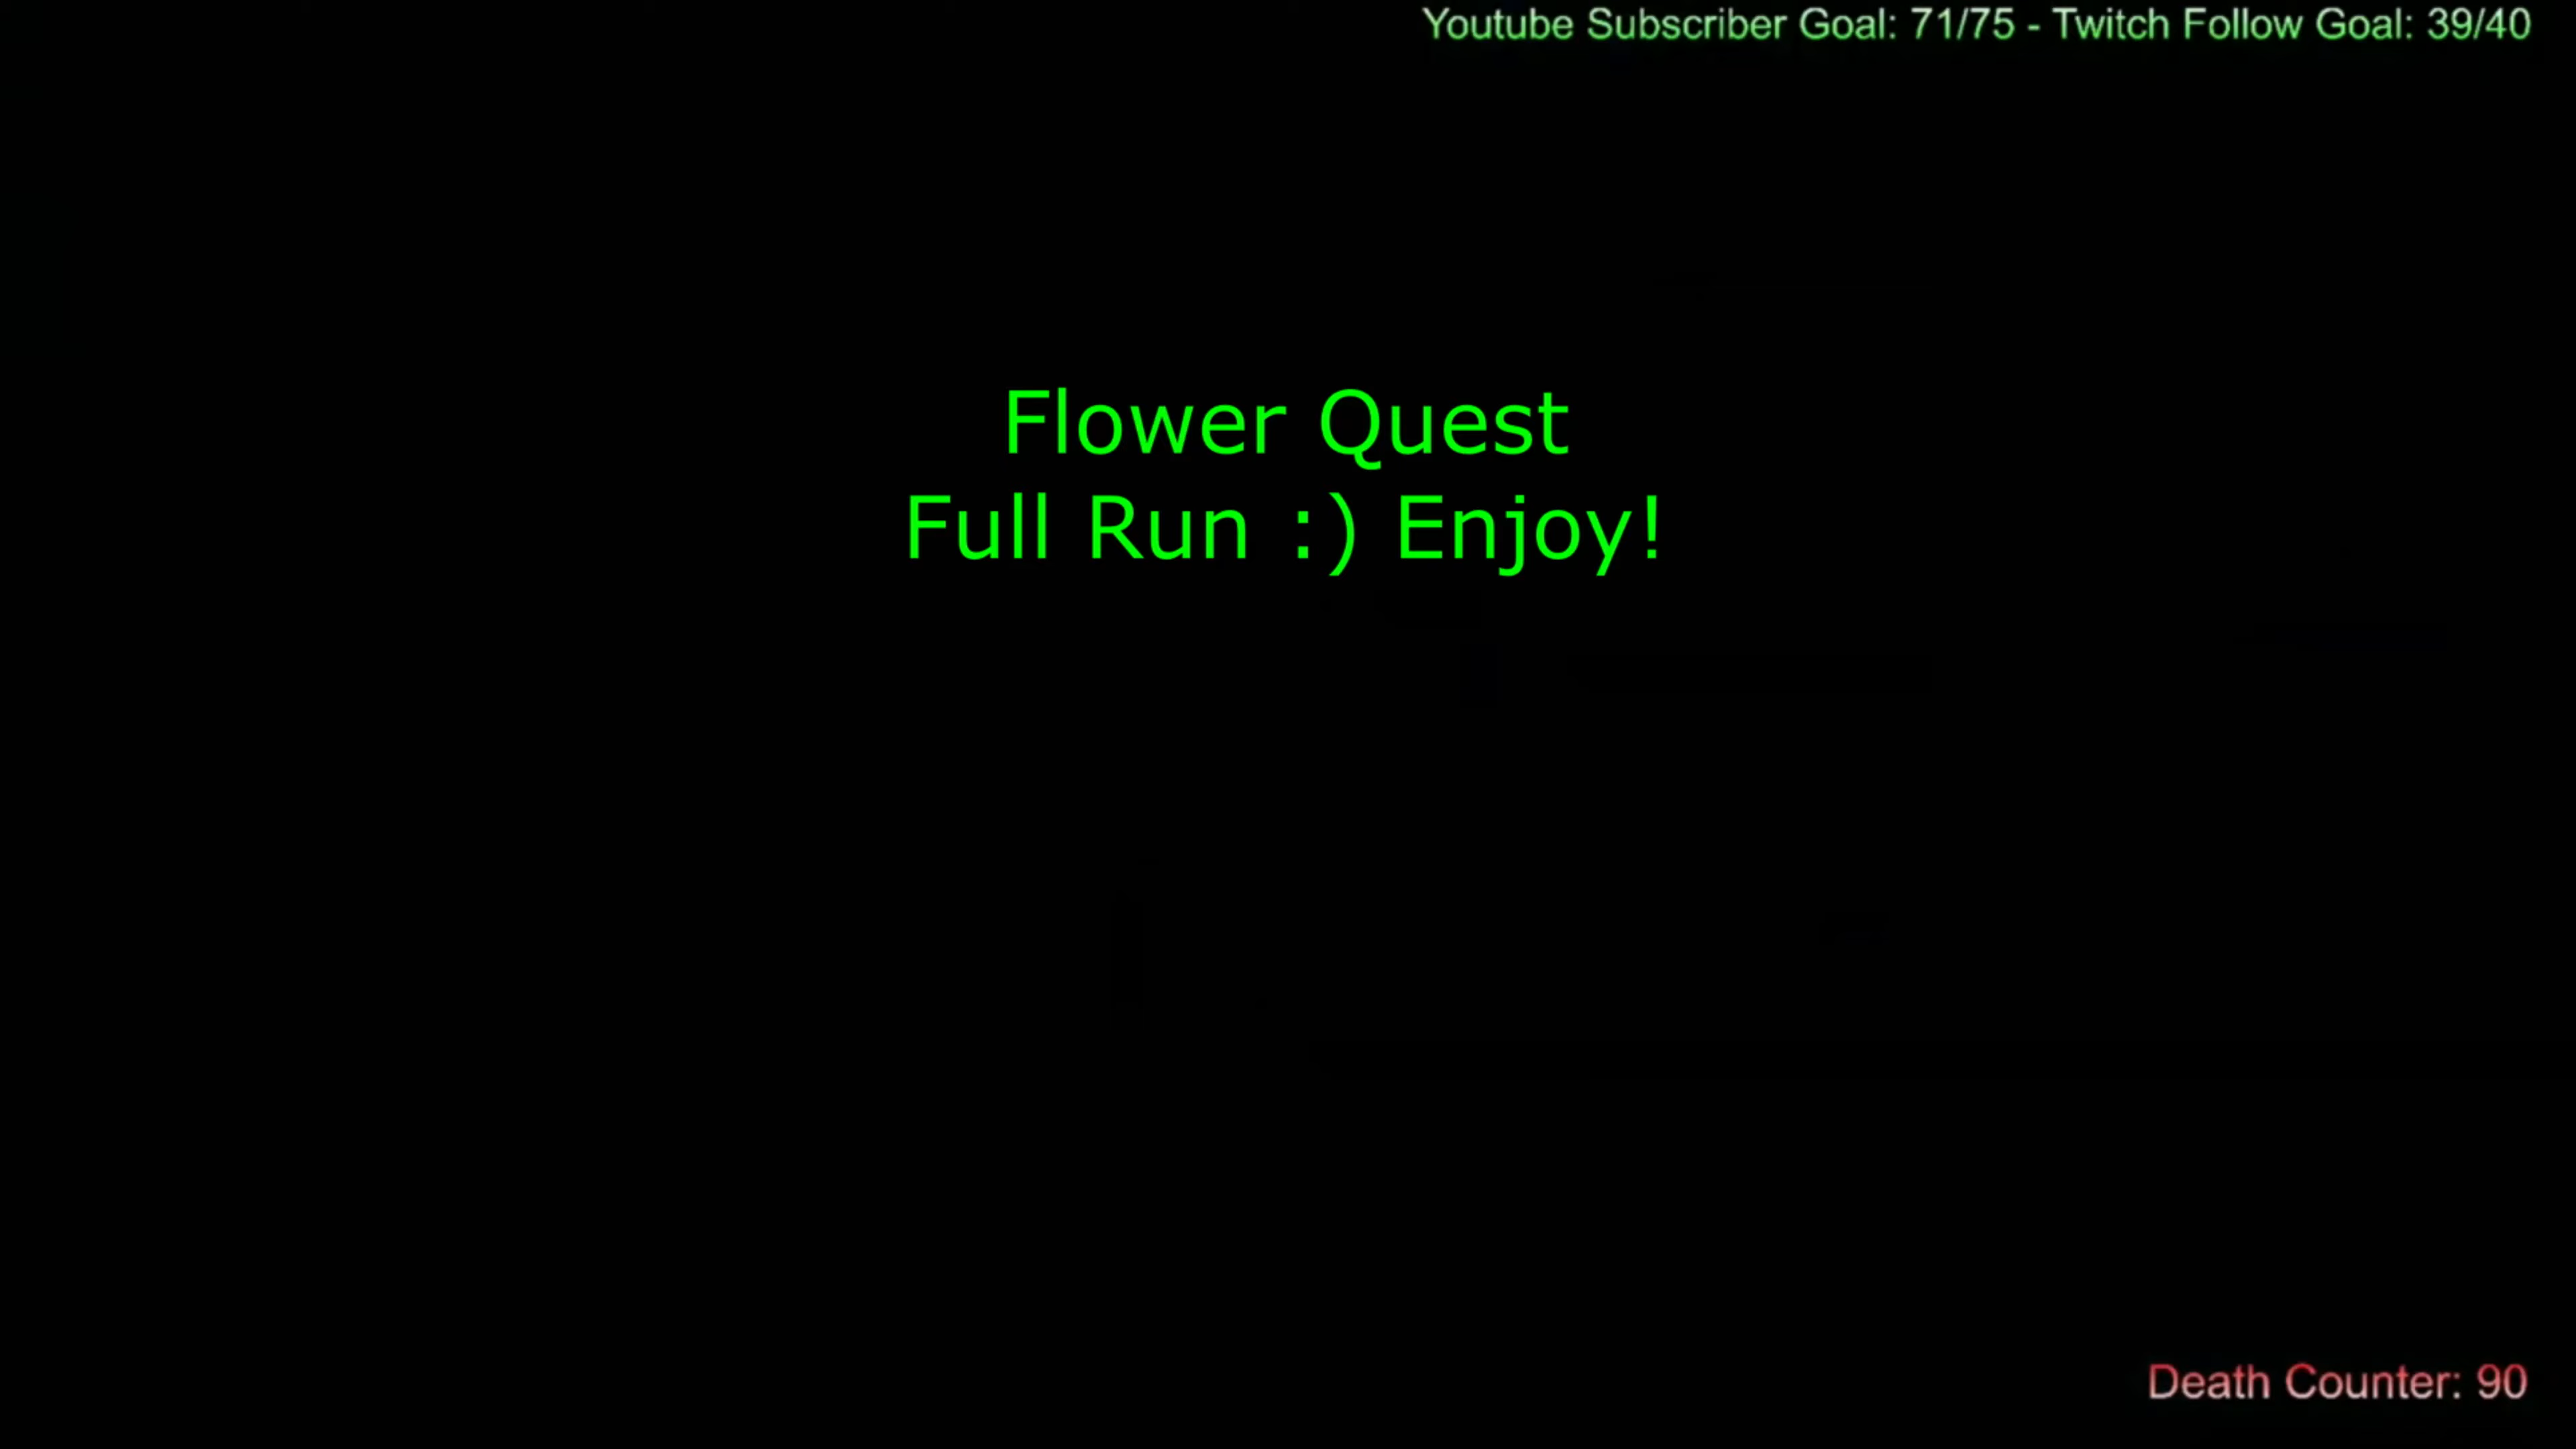 Youtube Subscriber Goal: 71/75 - Twitch Follow Goal: 39/40
Flower Quest
Full Run :) Enjoy!
Death Counter: 90